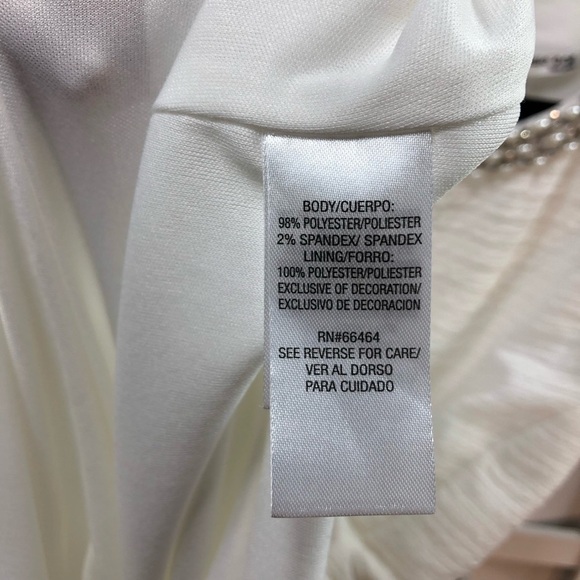 BODY/CUERPO:
98% POLYESTER/POLIESTER
2% SPANDEX/ SPANDEX
LINING/FORRO:
100% POLYESTER/POLIESTER
EXCLUSIVE OF DECORATION/
EXCLUSIVO DE DECORACION
RN#66464
SEE REVERSE FOR CARE/
VER AL DORSO
PARA CUIDADO